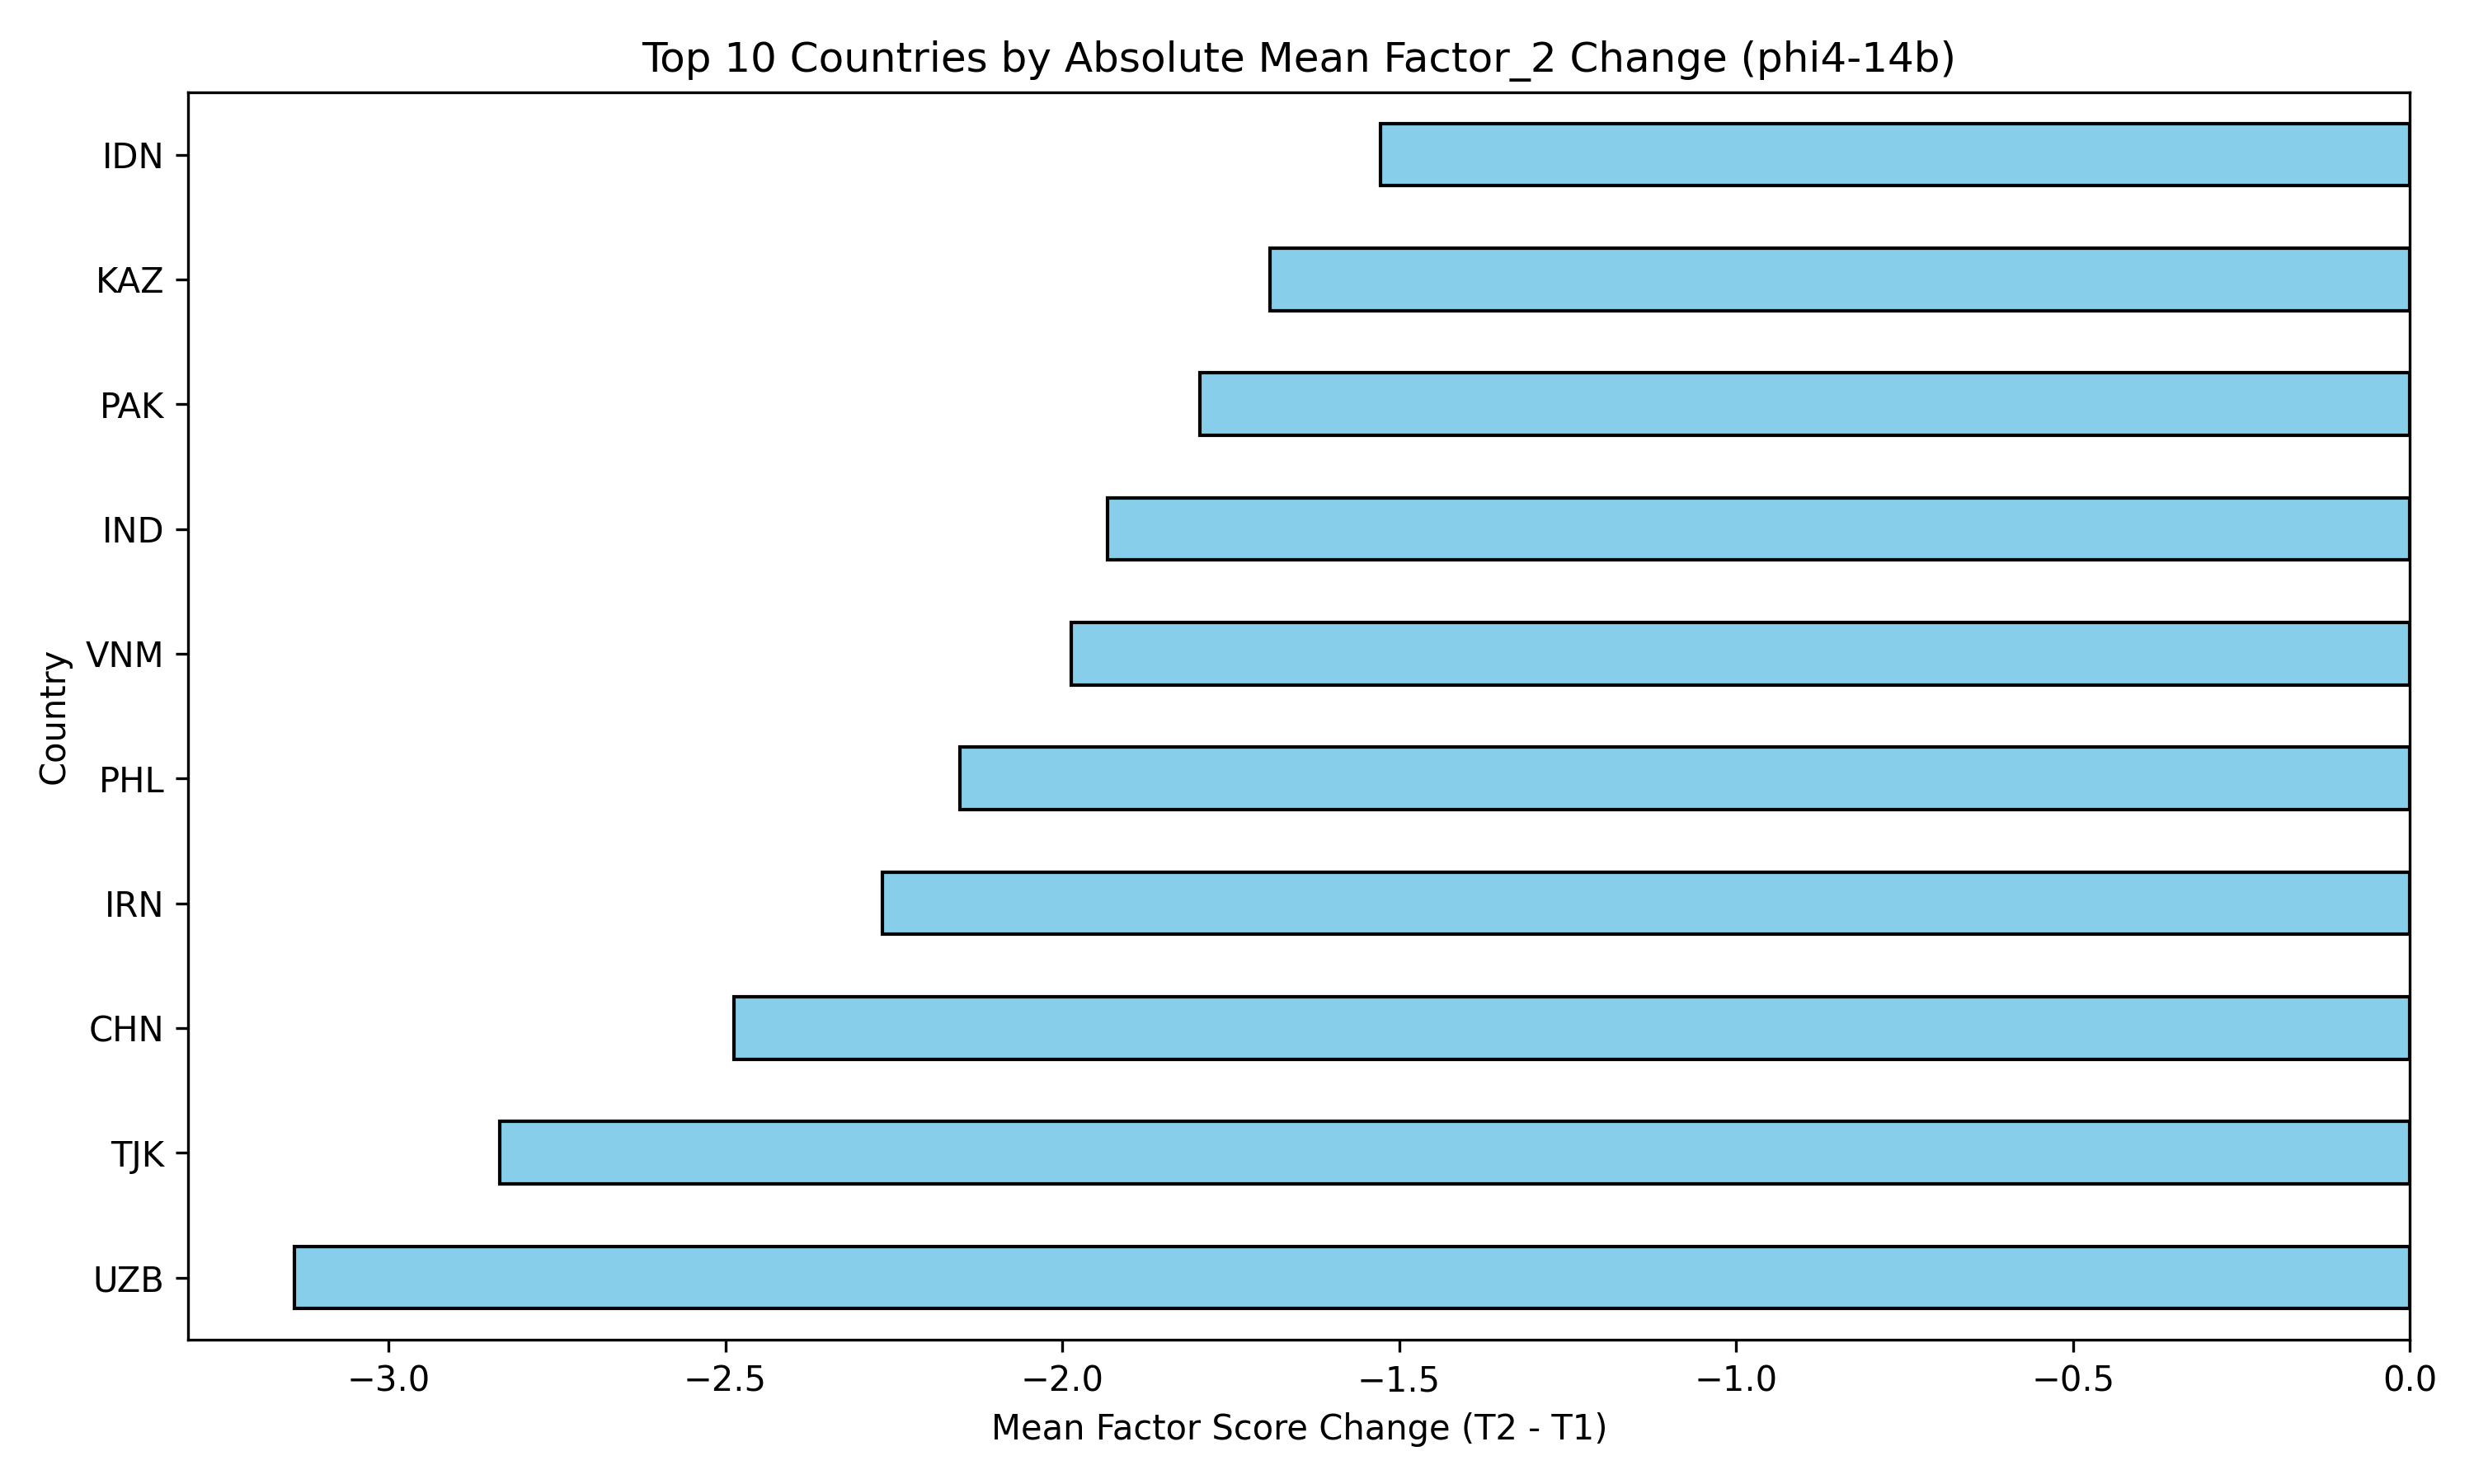 Top 10 Countries by Absolute Mean Factor_2 Change (phi4-14b)
Country
IDN
KAZ
PAK
IND
VNM
PHL
IRN
CHN
TJK
UZB
−3.0 −2.5 −2.0 −1.5 −1.0 −0.5 0.0
Mean Factor Score Change (T2 - T1)